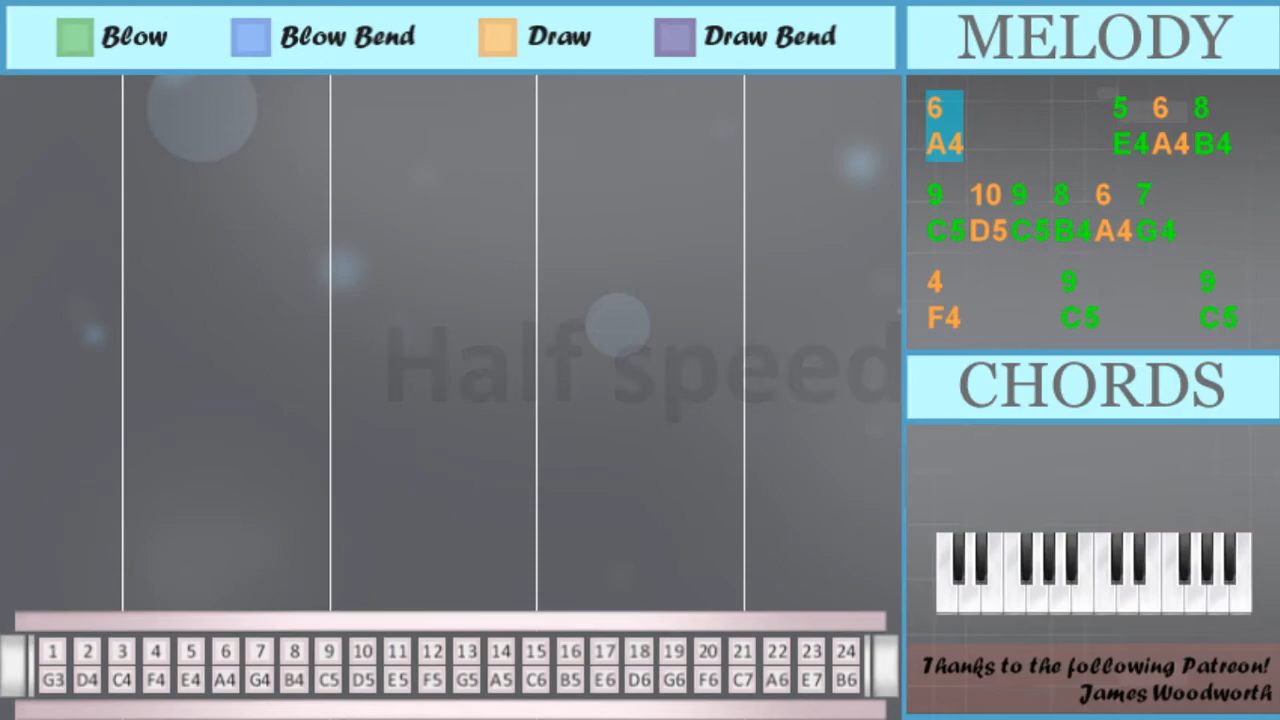 Blow Blow Bend Draw Draw Bend
MELODY
6 5 6 8
A4 E4 A4 B4
9 10 9 8 6 7
C5 D5 C5 B4 A4 G4
4 9 9
F4 C5 C5
Half speed
CHORDS
1 2 3 4 5 6 7 8 9 10 11 12 13 14 15 16 17 18 19 20 21 22 23 24
G3 D4 C4 F4 E4 A4 G4 B4 C5 D5 E5 F5 G5 A5 C6 B5 E6 D6 G6 F6 C7 A6 E7 B6
Thanks to the following Patreon!
James Woodworth